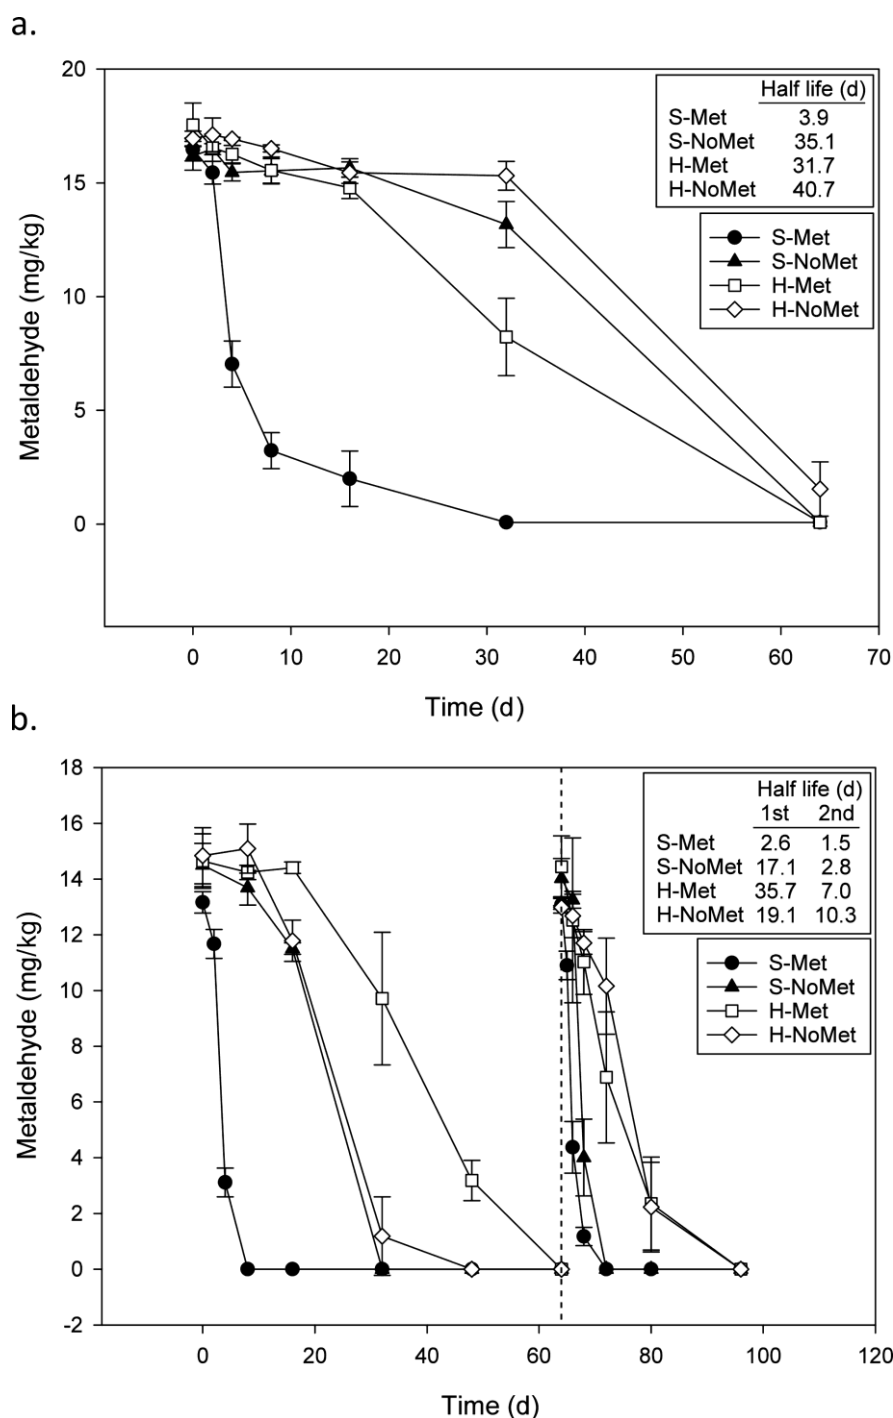 a.
20
15
10
5
0
Metaldehyde (mg/kg)
Half life (d)
S-Met 3.9
S-NoMet 35.1
H-Met 31.7
H-NoMet 40.7
S-Met
S-NoMet
H-Met
H-NoMet
0 10 20 30 40 50 60 70
Time (d)
b.
18
16
14
12
10
8
6
4
2
0
-2
Metaldehyde (mg/kg)
Half life (d)
1st 2nd
S-Met 2.6 1.5
S-NoMet 17.1 2.8
H-Met 35.7 7.0
H-NoMet 19.1 10.3
S-Met
S-NoMet
H-Met
H-NoMet
0 20 40 60 80 100 120
Time (d)